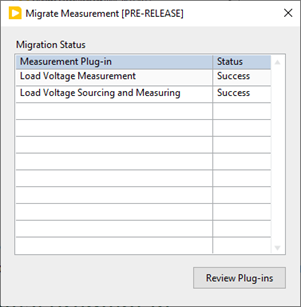 Migrate Measurement [PRE-RELEASE]
Migration Status
Measurement Plug-in Status
Load Voltage Measurement Success
Load Voltage Sourcing and Measuring Success
Review Plug-ins